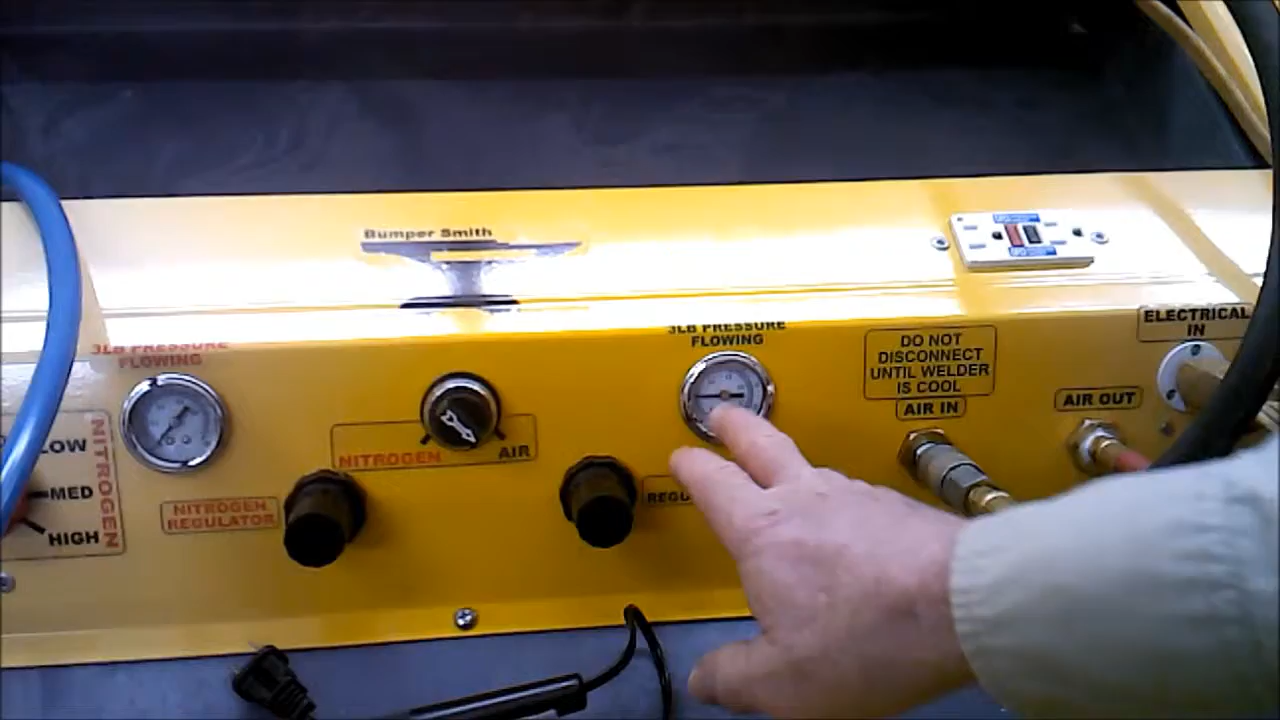 Bumper Smith
3LB PRESSURE
FLOWING
3LB PRESSURE
FLOWING
DO NOT
DISCONNECT
UNTIL WELDER
IS COOL
ELECTRICAL
IN
AIR IN
AIR OUT
LOW
MED
HIGH
NITROGEN
NITROGEN
AIR
NITROGEN
REGULATOR